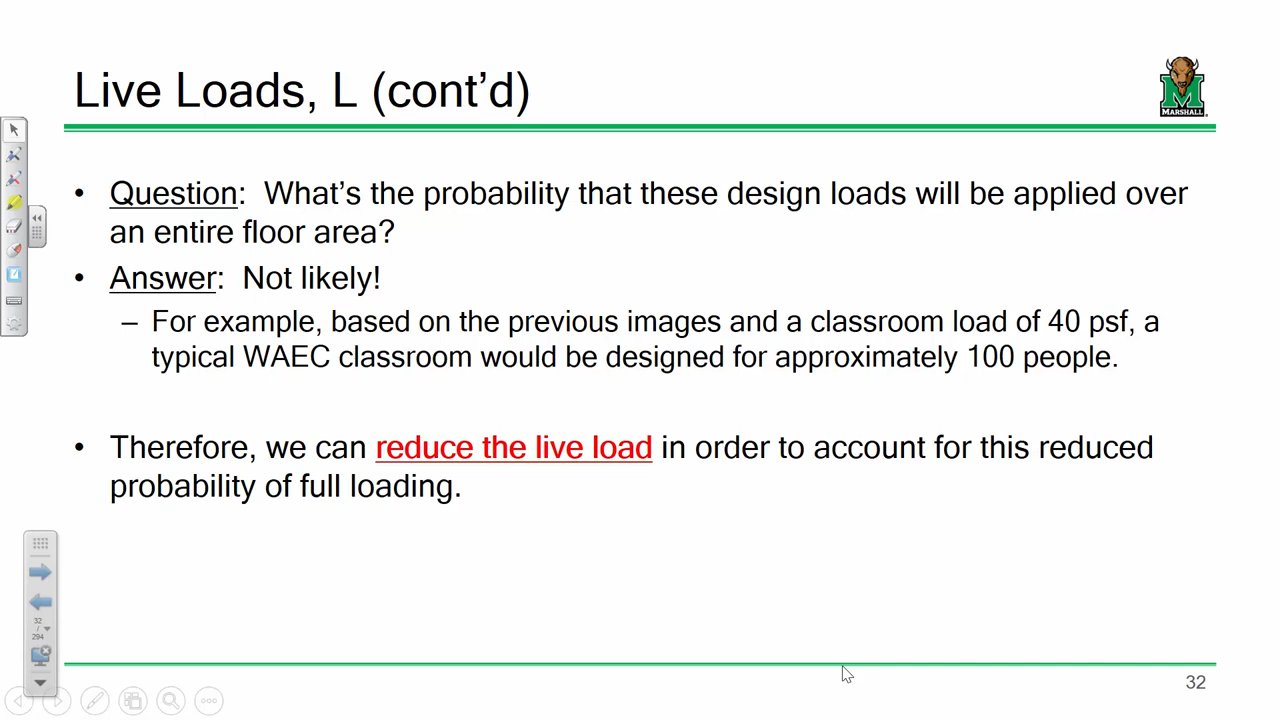 Live Loads, L (cont’d)
MARSHALL
• Question:  What’s the probability that these design loads will be applied over
an entire floor area?
• Answer:  Not likely!
– For example, based on the previous images and a classroom load of 40 psf, a
typical WAEC classroom would be designed for approximately 100 people.
• Therefore, we can reduce the live load in order to account for this reduced
probability of full loading.
32
/
294
32